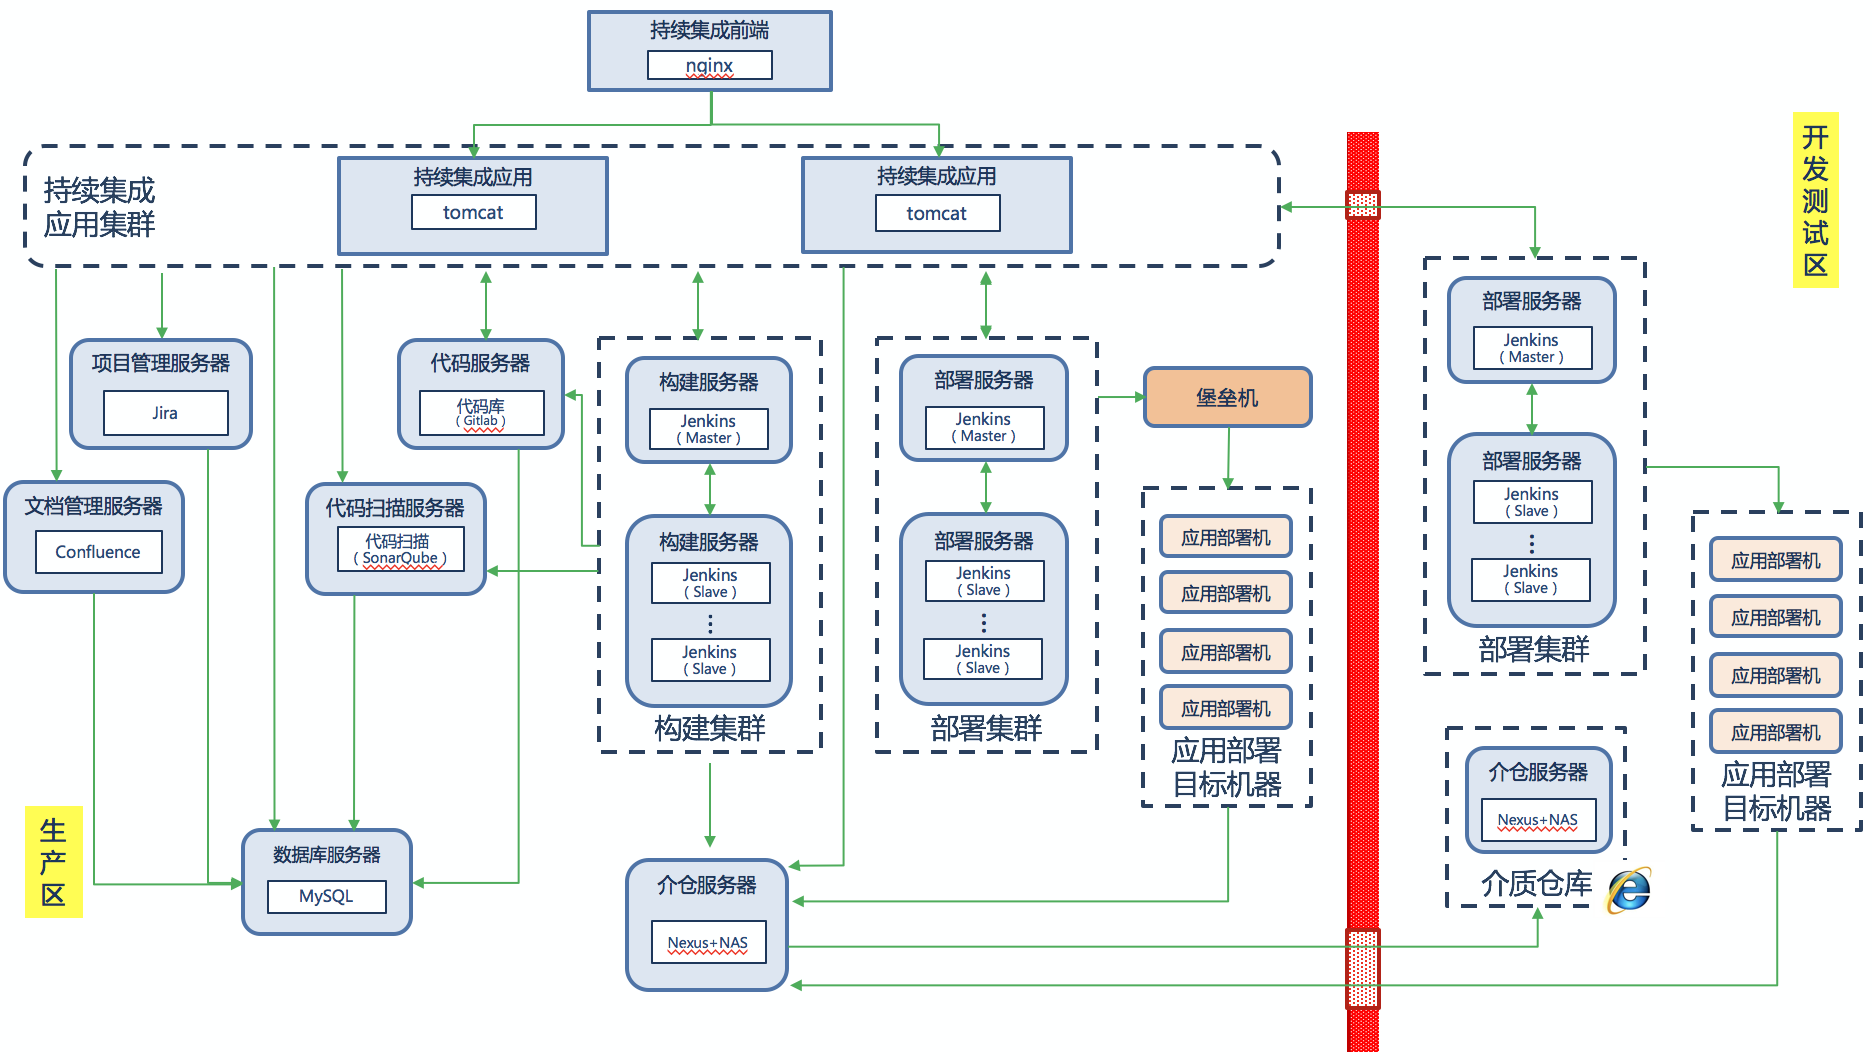 持续集成前端
nginx
持续集成
应用集群
持续集成应用
tomcat
持续集成应用
tomcat
开
发
测
试
区
项目管理服务器
Jira
文档管理服务器
Confluence
代码服务器
代码库
（Gitlab）
代码扫描服务器
代码扫描
（SonarQube）
构建服务器
Jenkins
（Master）
构建服务器
Jenkins
（Slave）
⋮
Jenkins
（Slave）
构建集群
部署服务器
Jenkins
（Master）
部署服务器
Jenkins
（Slave）
⋮
Jenkins
（Slave）
部署集群
堡垒机
应用部署机
应用部署机
应用部署机
应用部署机
应用部署
目标机器
部署服务器
Jenkins
（Master）
部署服务器
Jenkins
（Slave）
⋮
Jenkins
（Slave）
部署集群
应用部署机
应用部署机
应用部署机
应用部署机
应用部署
目标机器
介仓服务器
Nexus+NAS
介质仓库
生
产
区
数据库服务器
MySQL
介仓服务器
Nexus+NAS